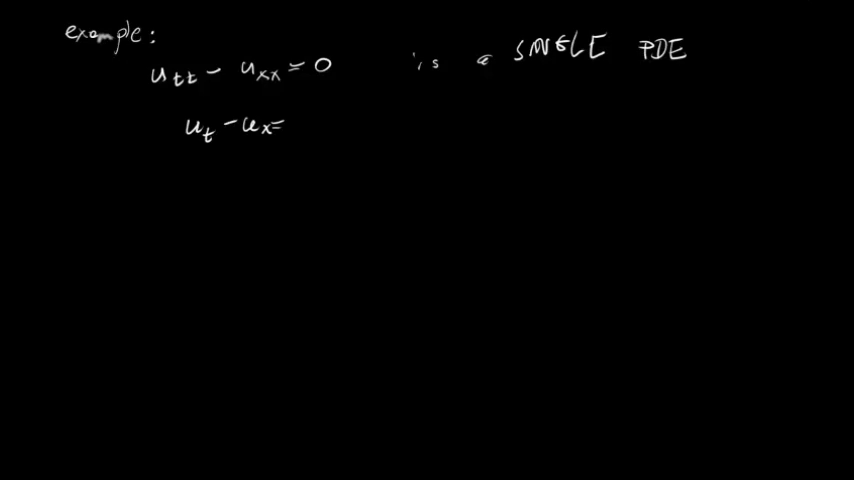 example:
u_tt - u_xx = 0 is a SINGLE PDE
u_t - u_x =